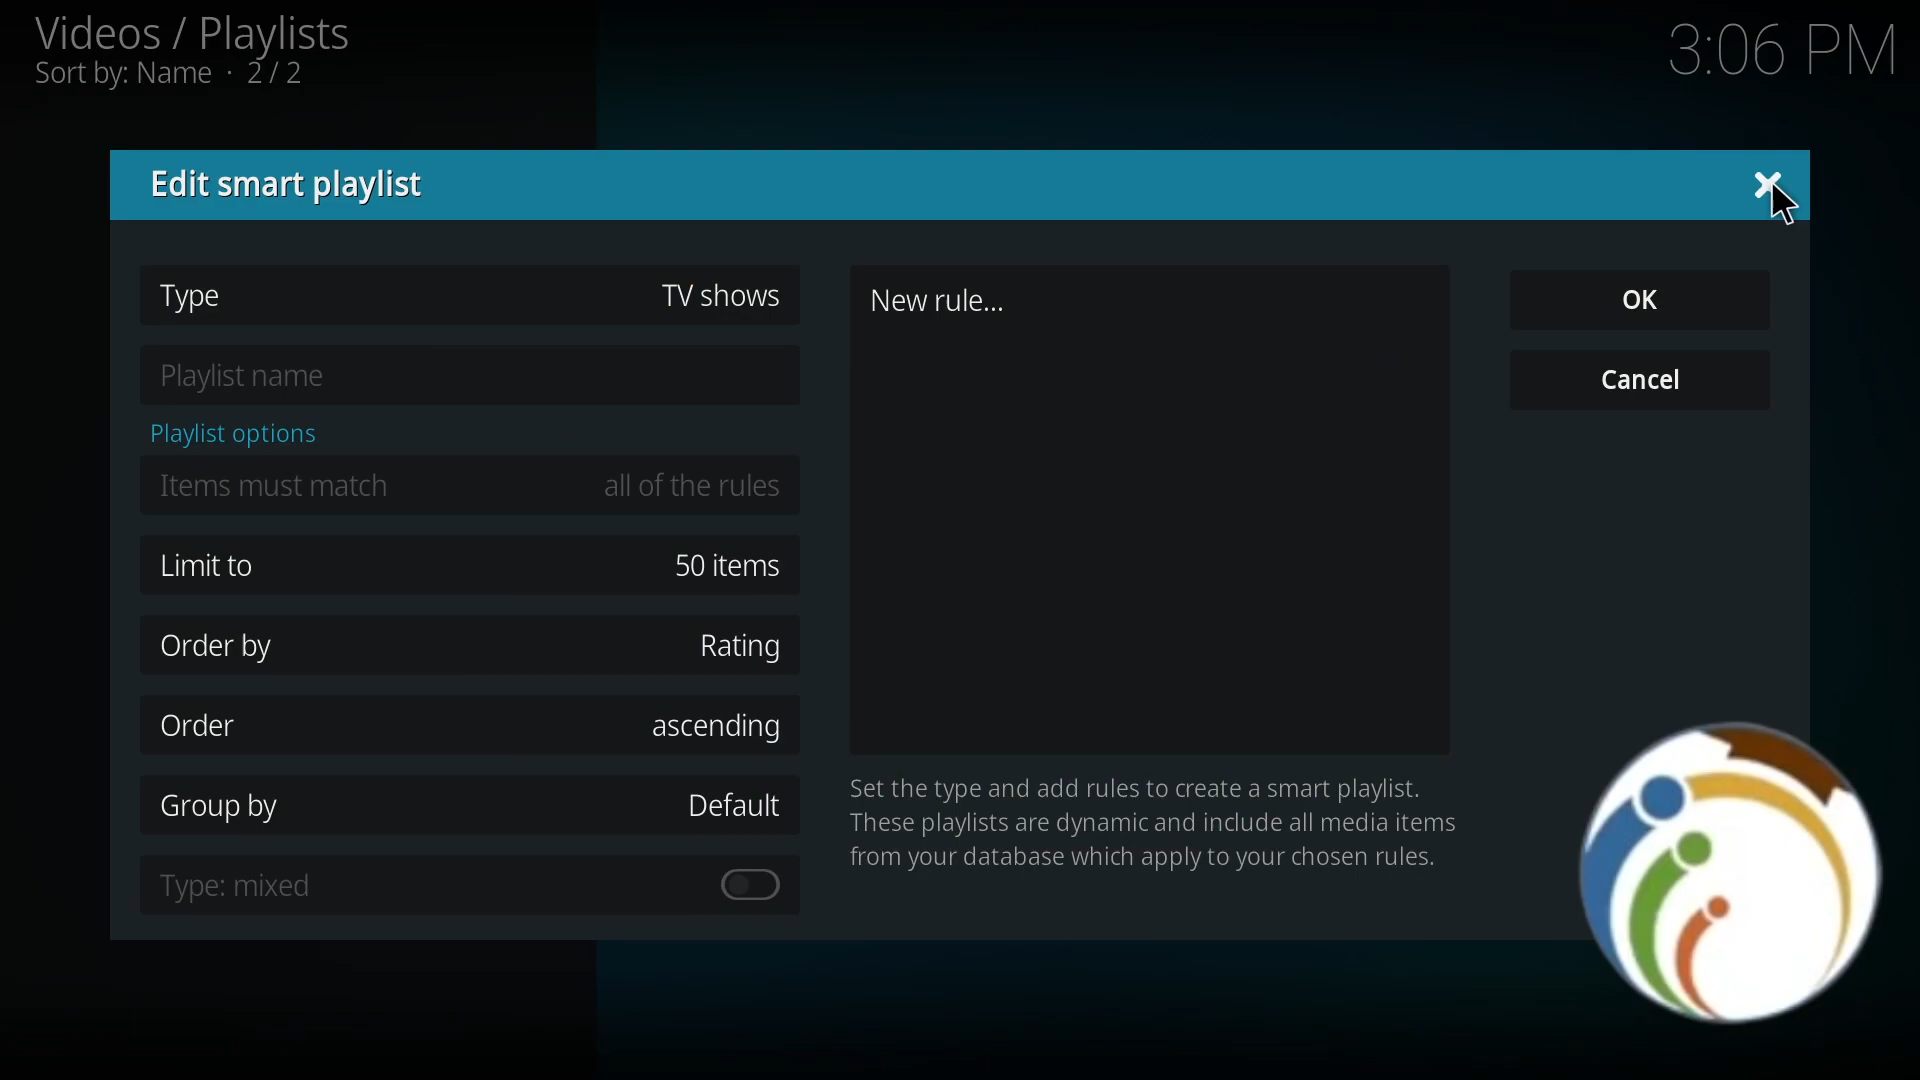 Videos / Playlists
Sort by: Name · 2 / 2
3:06 PM
Edit smart playlist
Type TV shows
Playlist name
Playlist options
Items must match all of the rules
Limit to 50 items
Order by Rating
Order ascending
Group by Default
Type: mixed
New rule...
Set the type and add rules to create a smart playlist.
These playlists are dynamic and include all media items
from your database which apply to your chosen rules.
OK
Cancel